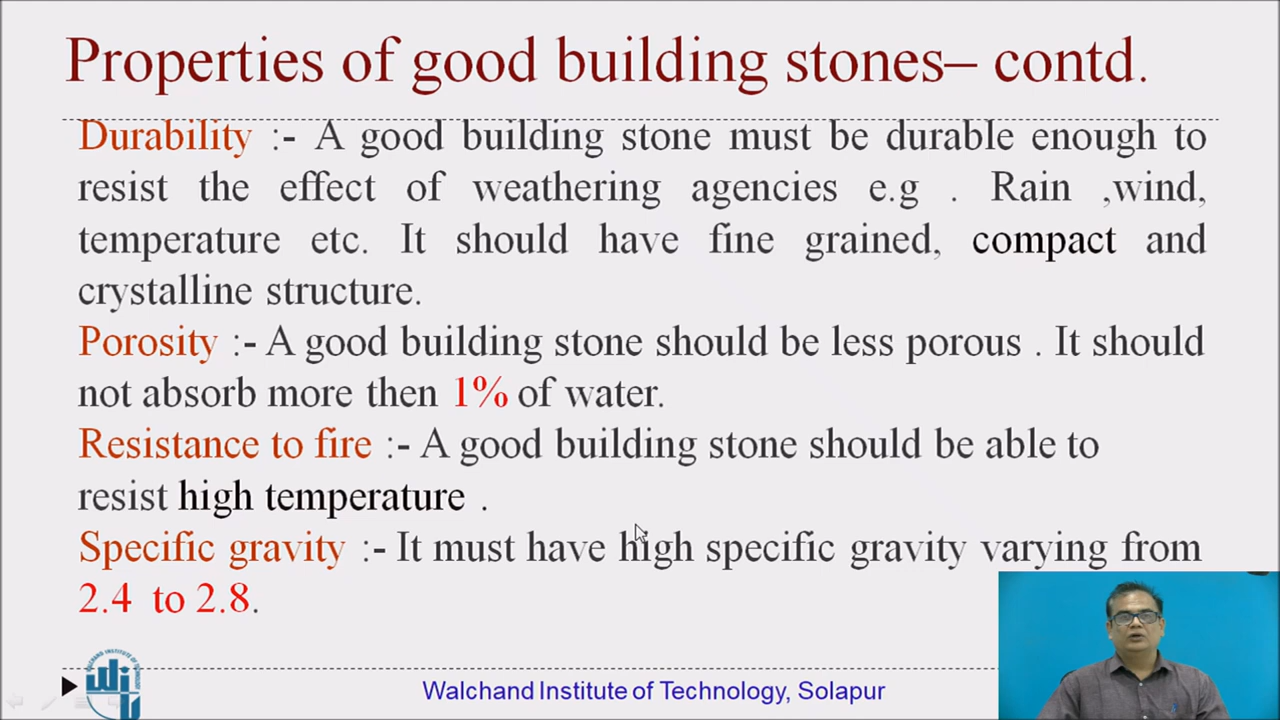 Properties of good building stones– contd.
Durability :- A good building stone must be durable enough to
resist the effect of weathering agencies e.g . Rain ,wind,
temperature etc. It should have fine grained, compact and
crystalline structure.
Porosity :- A good building stone should be less porous . It should
not absorb more then 1% of water.
Resistance to fire :- A good building stone should be able to
resist high temperature .
Specific gravity :- It must have high specific gravity varying from
2.4 to 2.8.
WALCHAND INSTITUTE OF TECHNOLOGY
Walchand Institute of Technology, Solapur